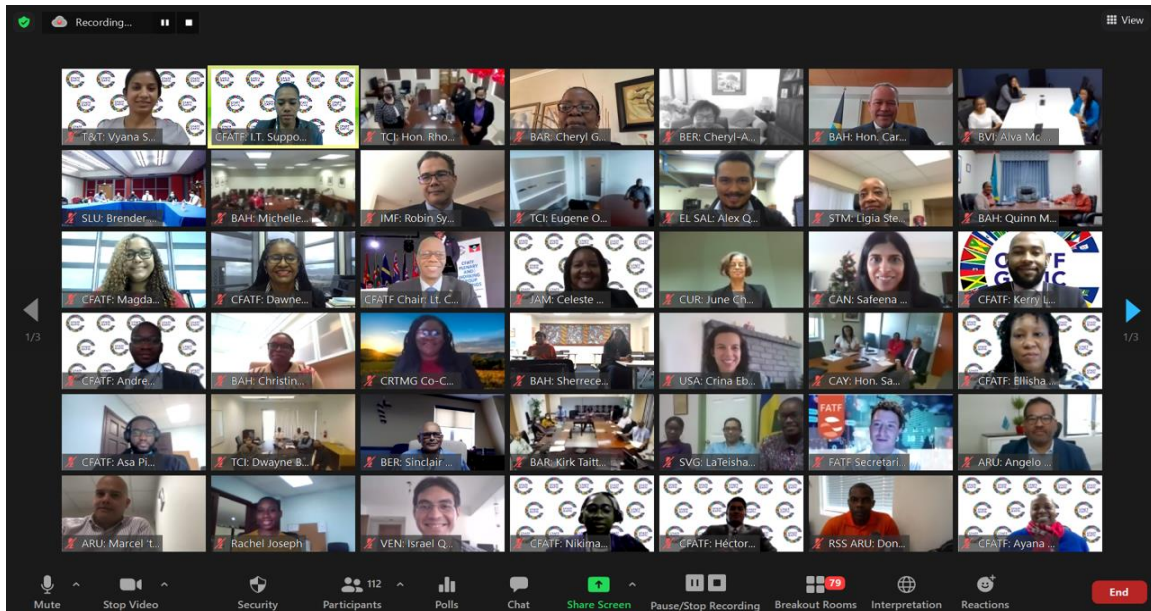 Recording...
View
T&T: Vyana S...
CFATF: I.T. Suppo...
TCI: Hon. Rho...
BAR: Cheryl G...
BER: Cheryl-A...
BAH: Hon. Car...
BVI: Alva Mc...
SLU: Brender...
BAH: Michelle...
IMF: Robin Sy...
TCI: Eugene O...
EL SAL: Alex Q...
STM: Ligia Ste...
BAH: Quinn M...
CFATF: Magda...
CFATF: Dawne...
CFATF Chair: Lt. C...
JAM: Celeste ...
CUR: June Ch...
CAN: Safeena ...
CFATF: Kerry L...
1/3
1/3
CFATF: Andre...
BAH: Christin...
CRTMG Co-C...
BAH: Sherrece...
USA: Crina Eb...
CAY: Hon. Sa...
CFATF: Ellisha ...
FATF
CFATF: Asa Pi...
TCI: Dwayne B...
BER: Sinclair ...
BAR: Kirk Taitt...
SVG: LaTeisha...
FATF Secretari...
ARU: Angelo ...
ARU: Marcel 't...
Rachel Joseph
VEN: Israel Q...
CFATF: Nikima...
CFATF: Héctor...
RSS ARU: Don...
CFATF: Ayana ...
112
79
Mute
Stop Video
Security
Participants
Polls
Chat
Share Screen
Pause/Stop Recording
Breakout Rooms
Interpretation
Reactions
End